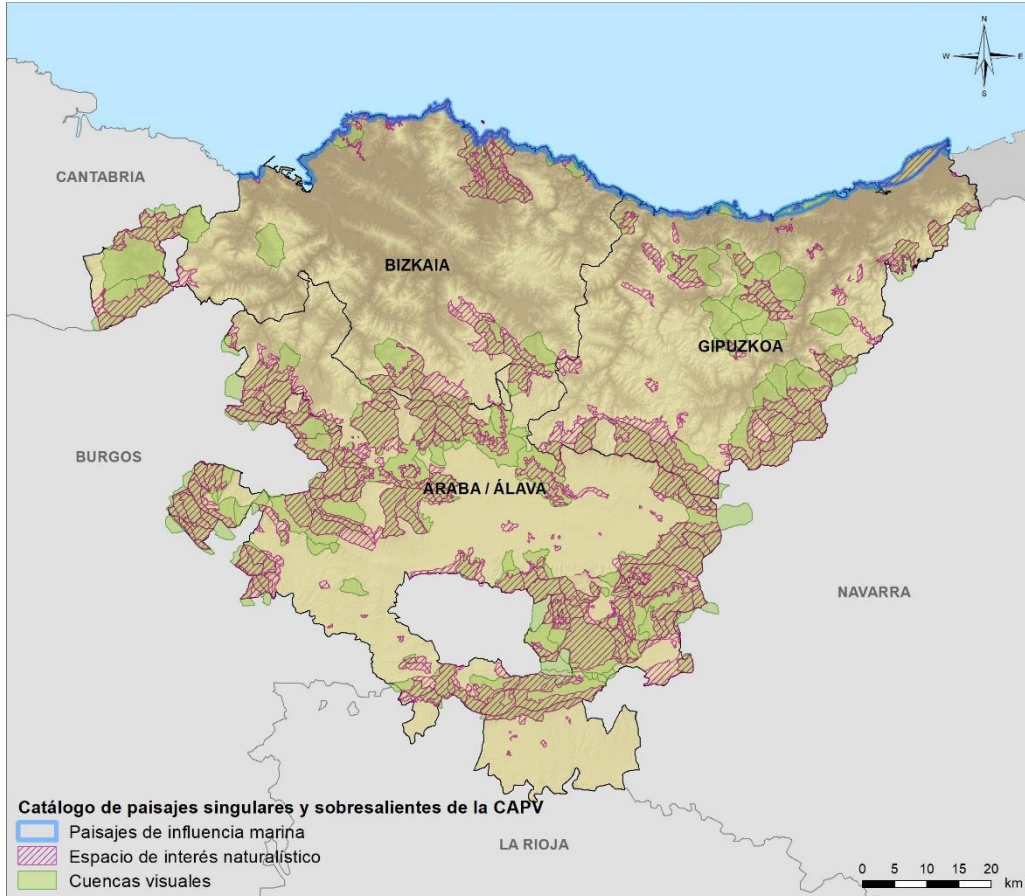 N
W E
S
CANTABRIA
BIZKAIA
GIPUZKOA
BURGOS
ARABA / ÁLAVA
NAVARRA
Catálogo de paisajes singulares y sobresalientes de la CAPV
Paisajes de influencia marina
Espacio de interés naturalístico
Cuencas visuales
LA RIOJA
0 5 10 15 20
km